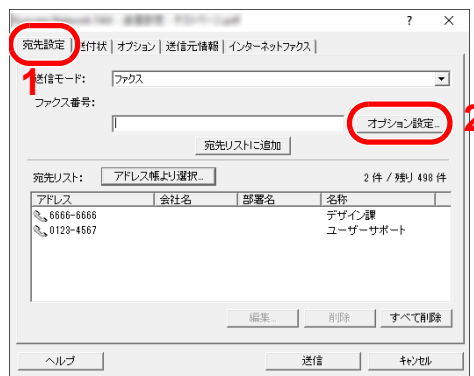 ? ×
宛先設定 送付状 オプション 送信元情報 インターネットファクス
1
送信モード: ファクス
ファクス番号:
オプション設定... 2
宛先リストに追加
宛先リスト: アドレス帳より選択... 2 件 / 残り 498 件
アドレス 会社名 部署名 名称
6666-6666 デザイン課
0123-4567 ユーザーサポート
編集... 削除 すべて削除
ヘルプ 送信 キャンセル